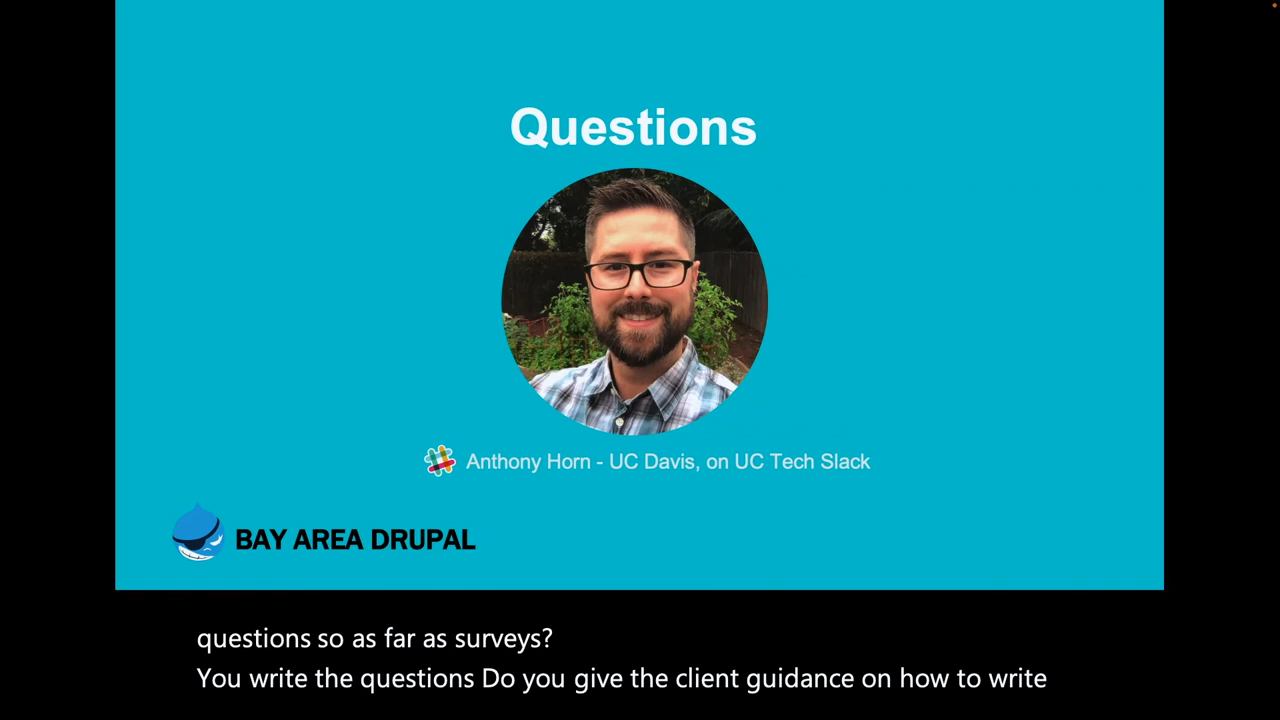 Questions
Anthony Horn - UC Davis, on UC Tech Slack
BAY AREA DRUPAL
questions so as far as surveys?
You write the questions Do you give the client guidance on how to write